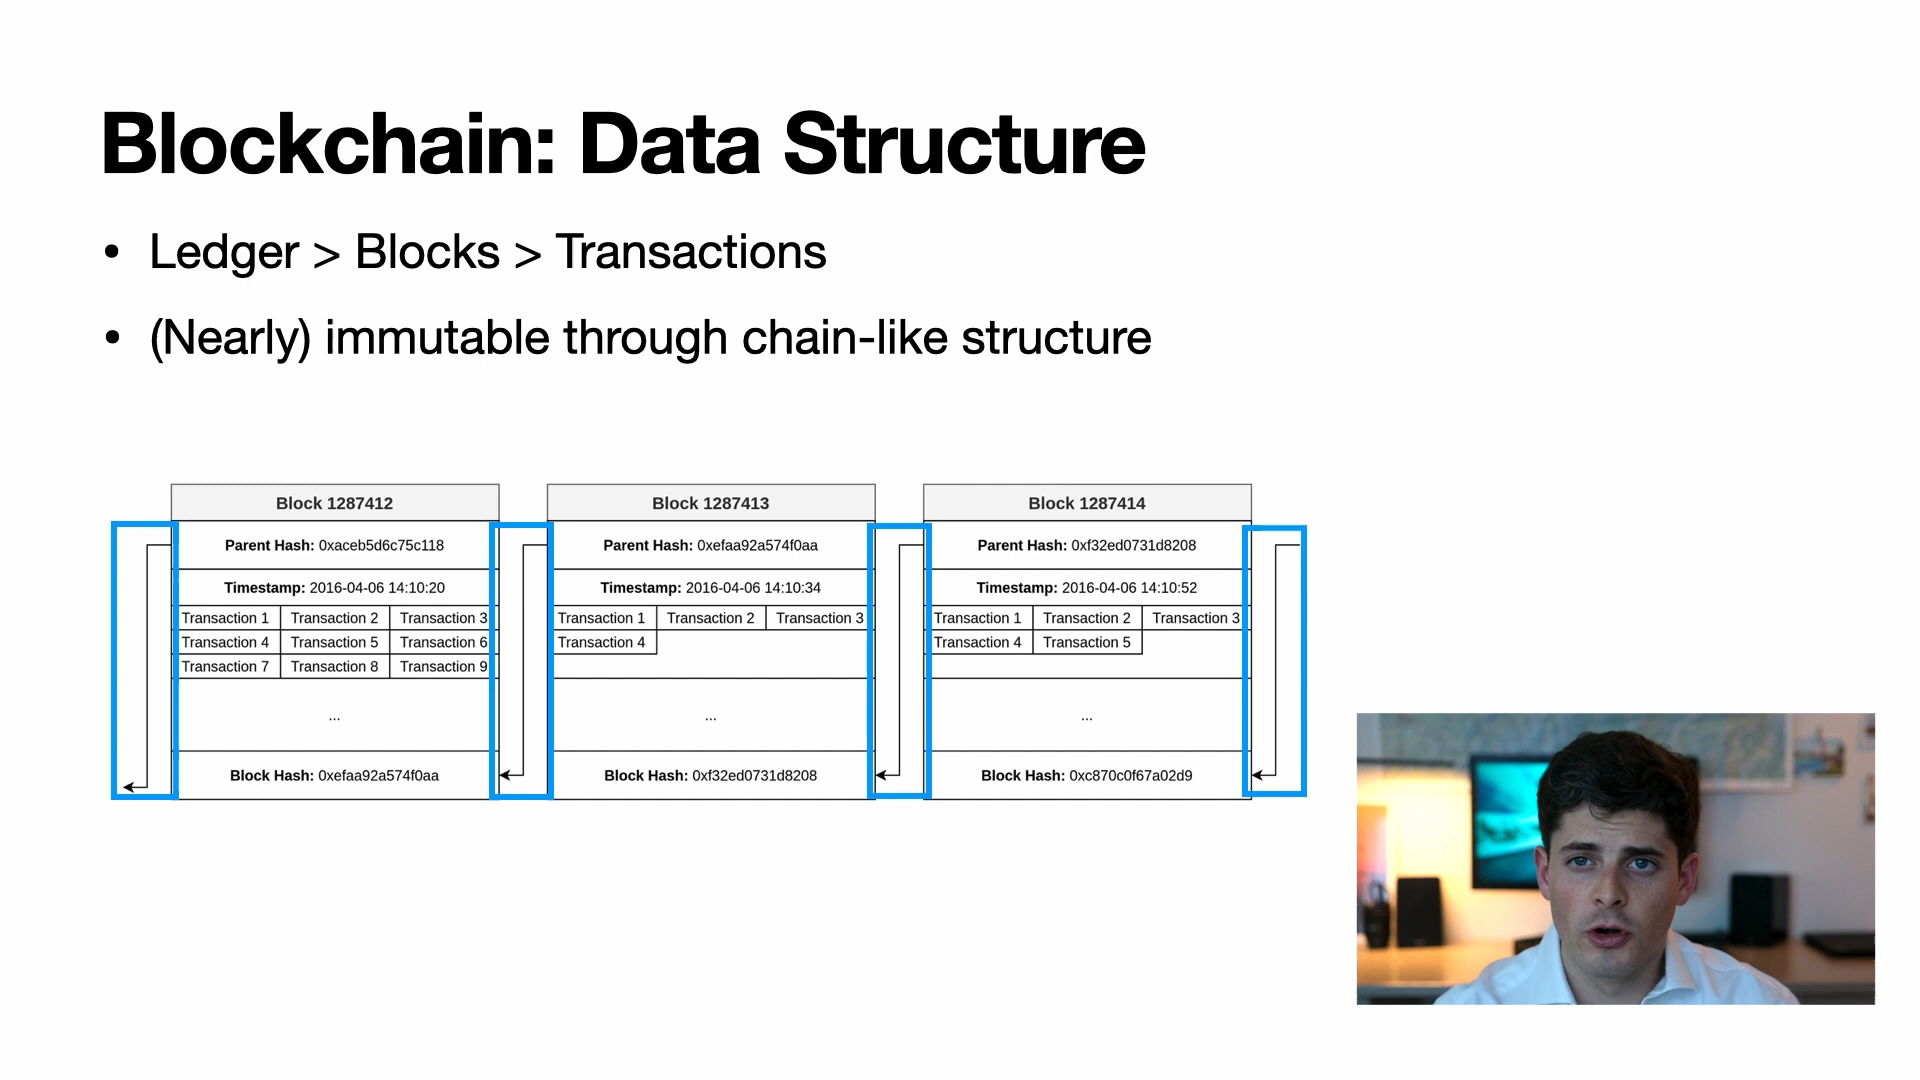 Blockchain: Data Structure
• Ledger > Blocks > Transactions
• (Nearly) immutable through chain-like structure
Block 1287412
Parent Hash: 0xaceb5d6c75c118
Timestamp: 2016-04-06 14:10:20
Transaction 1 Transaction 2 Transaction 3
Transaction 4 Transaction 5 Transaction 6
Transaction 7 Transaction 8 Transaction 9
...
Block Hash: 0xefaa92a574f0aa
Block 1287413
Parent Hash: 0xefaa92a574f0aa
Timestamp: 2016-04-06 14:10:34
Transaction 1 Transaction 2 Transaction 3
Transaction 4
...
Block Hash: 0xf32ed0731d8208
Block 1287414
Parent Hash: 0xf32ed0731d8208
Timestamp: 2016-04-06 14:10:52
Transaction 1 Transaction 2 Transaction 3
Transaction 4 Transaction 5
...
Block Hash: 0xc870c0f67a02d9